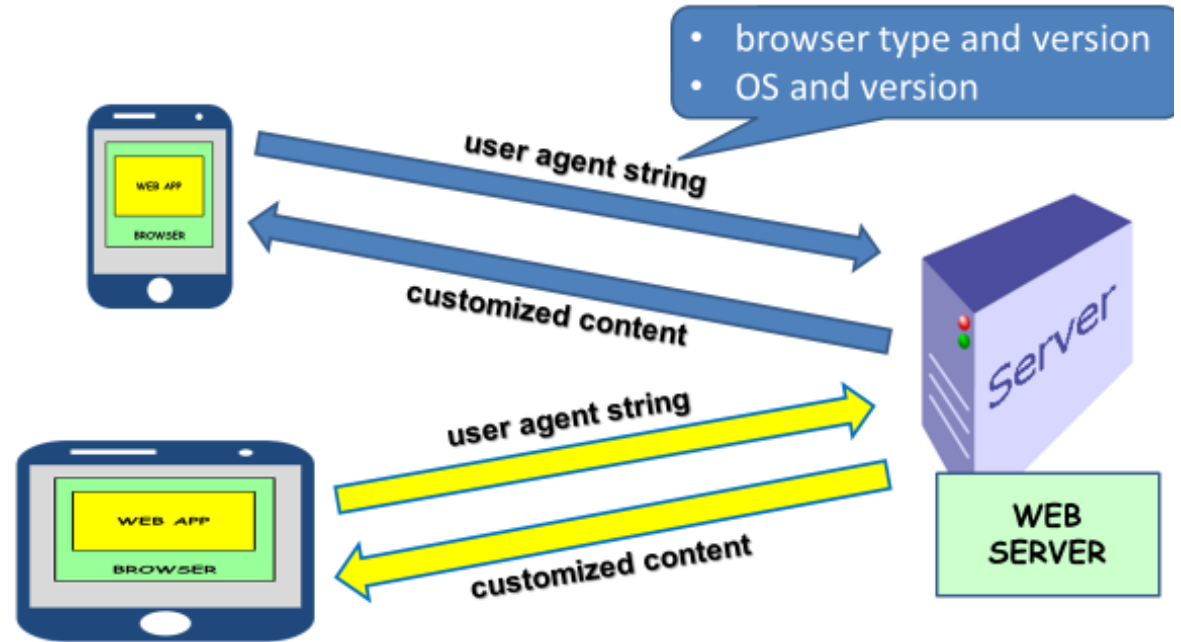 • browser type and version
• OS and version
user agent string
WEB APP
BROWSER
customized content
Server
user agent string
WEB APP
BROWSER
customized content
WEB
SERVER